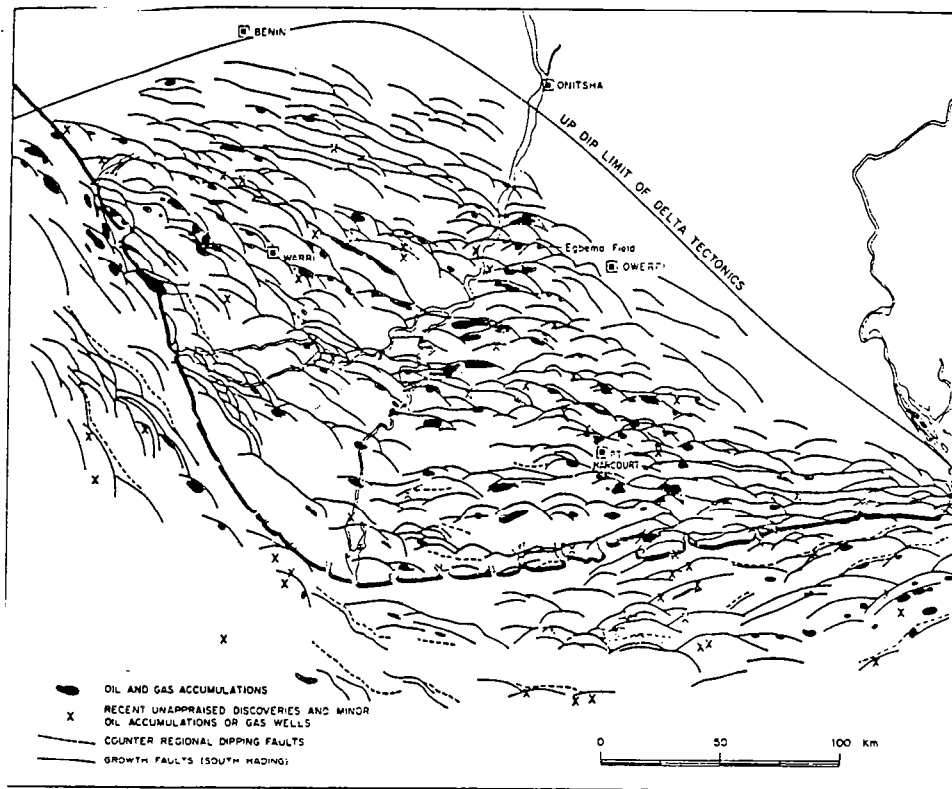 BENIN
ONITSHA
UP DIP LIMIT OF DELTA TECTONICS
Egbema Field
WARRI
PT
HARCOURT
OIL AND GAS ACCUMULATIONS
RECENT UNAPPRAISED DISCOVERIES AND MINOR
OIL ACCUMULATIONS OR GAS WELLS
COUNTER REGIONAL DIPPING FAULTS
GROWTH FAULTS (SOUTH HADING)
0 50 100 Km